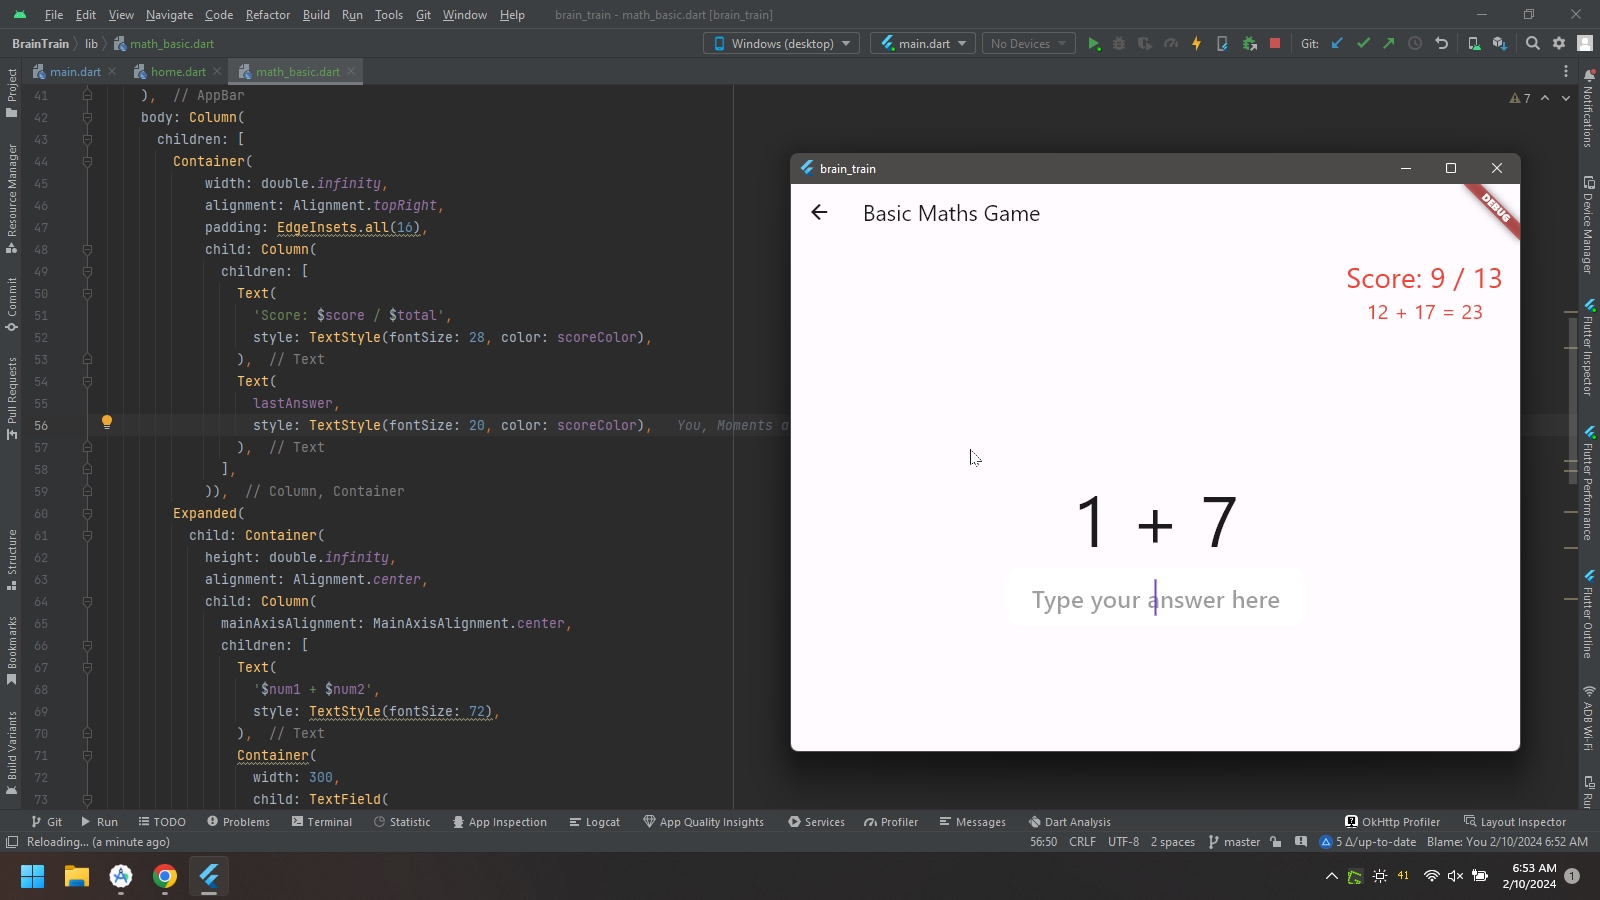 File Edit View Navigate Code Refactor Build Run Tools Git Window Help brain_train - math_basic.dart [brain_train]
BrainTrain lib math_basic.dart Windows (desktop) main.dart No Devices Git:
main.dart home.dart math_basic.dart
7
41 ), // AppBar
42 body: Column(
43 children: [
44 Container(
45 width: double.infinity,
46 alignment: Alignment.topRight,
47 padding: EdgeInsets.all(16),
48 child: Column(
49 children: [
50 Text(
51 'Score: $score / $total',
52 style: TextStyle(fontSize: 28, color: scoreColor),
53 ), // Text
54 Text(
55 lastAnswer,
56 style: TextStyle(fontSize: 20, color: scoreColor), You, Moments a
57 ), // Text
58 ],
59 )), // Column, Container
60 Expanded(
61 child: Container(
62 height: double.infinity,
63 alignment: Alignment.center,
64 child: Column(
65 mainAxisAlignment: MainAxisAlignment.center,
66 children: [
67 Text(
68 '$num1 + $num2',
69 style: TextStyle(fontSize: 72),
70 ), // Text
71 Container(
72 width: 300,
73 child: TextField(
brain_train
Basic Maths Game
DEBUG
Score: 9 / 13
12 + 17 = 23
1 + 7
Type your answer here
Project
Resource Manager
Commit
Pull Requests
Structure
Bookmarks
Build Variants
Notifications
Device Manager
Flutter Inspector
Flutter Performance
Flutter Outline
ADB Wi-Fi
Git Run TODO Problems Terminal Statistic App Inspection Logcat App Quality Insights Services Profiler Messages Dart Analysis OkHttp Profiler Layout Inspector
Reloading... (a minute ago) 56:50 CRLF UTF-8 2 spaces master 5 Δ/up-to-date Blame: You 2/10/2024 6:52 AM
41 6:53 AM
2/10/2024 1